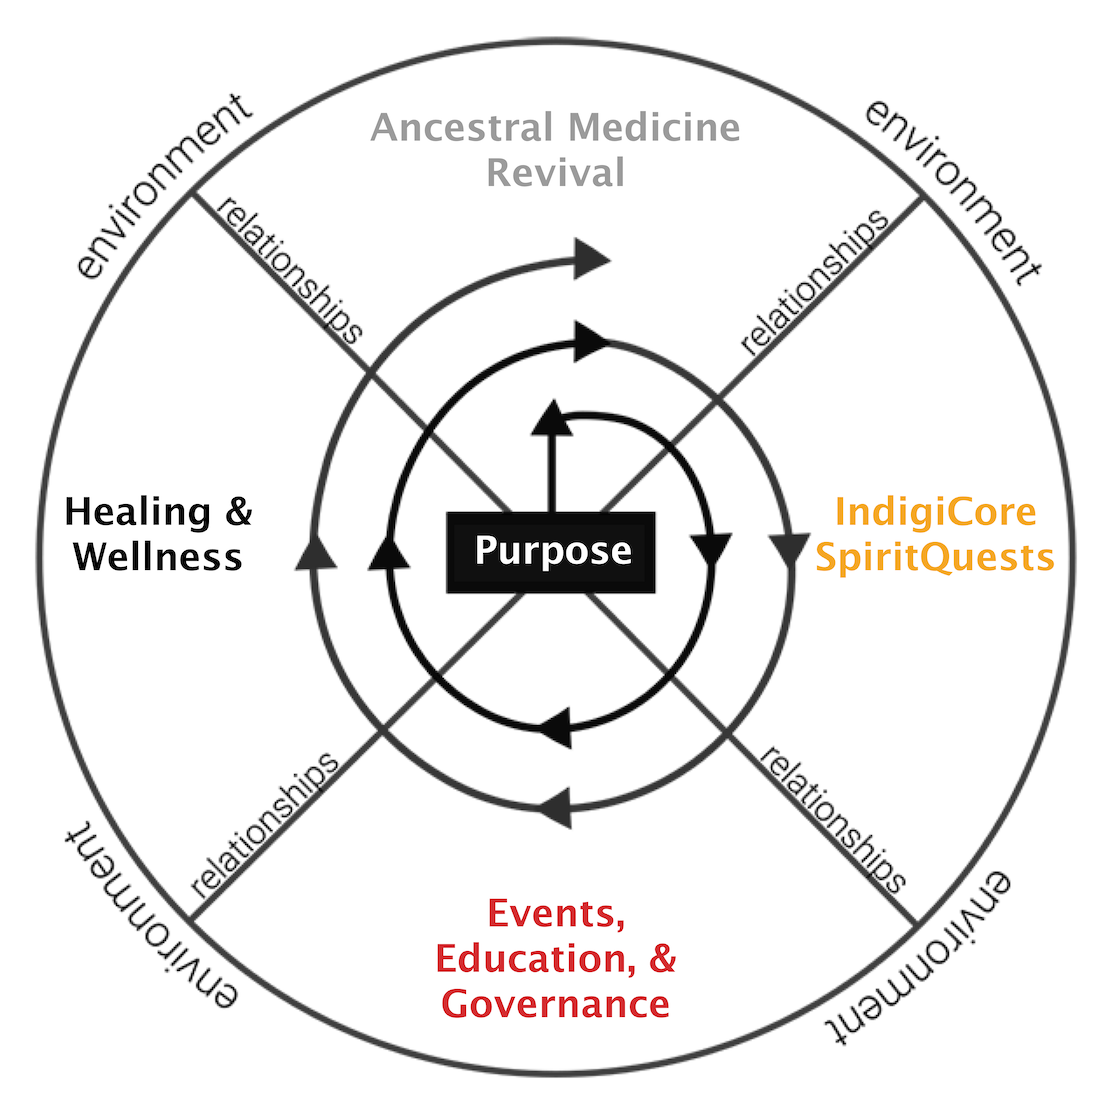 environment
environment
Ancestral Medicine
Revival
relationships
relationships
Healing &
Wellness
Purpose
IndigiCore
SpiritQuests
relationships
relationships
environment
environment
Events,
Education, &
Governance